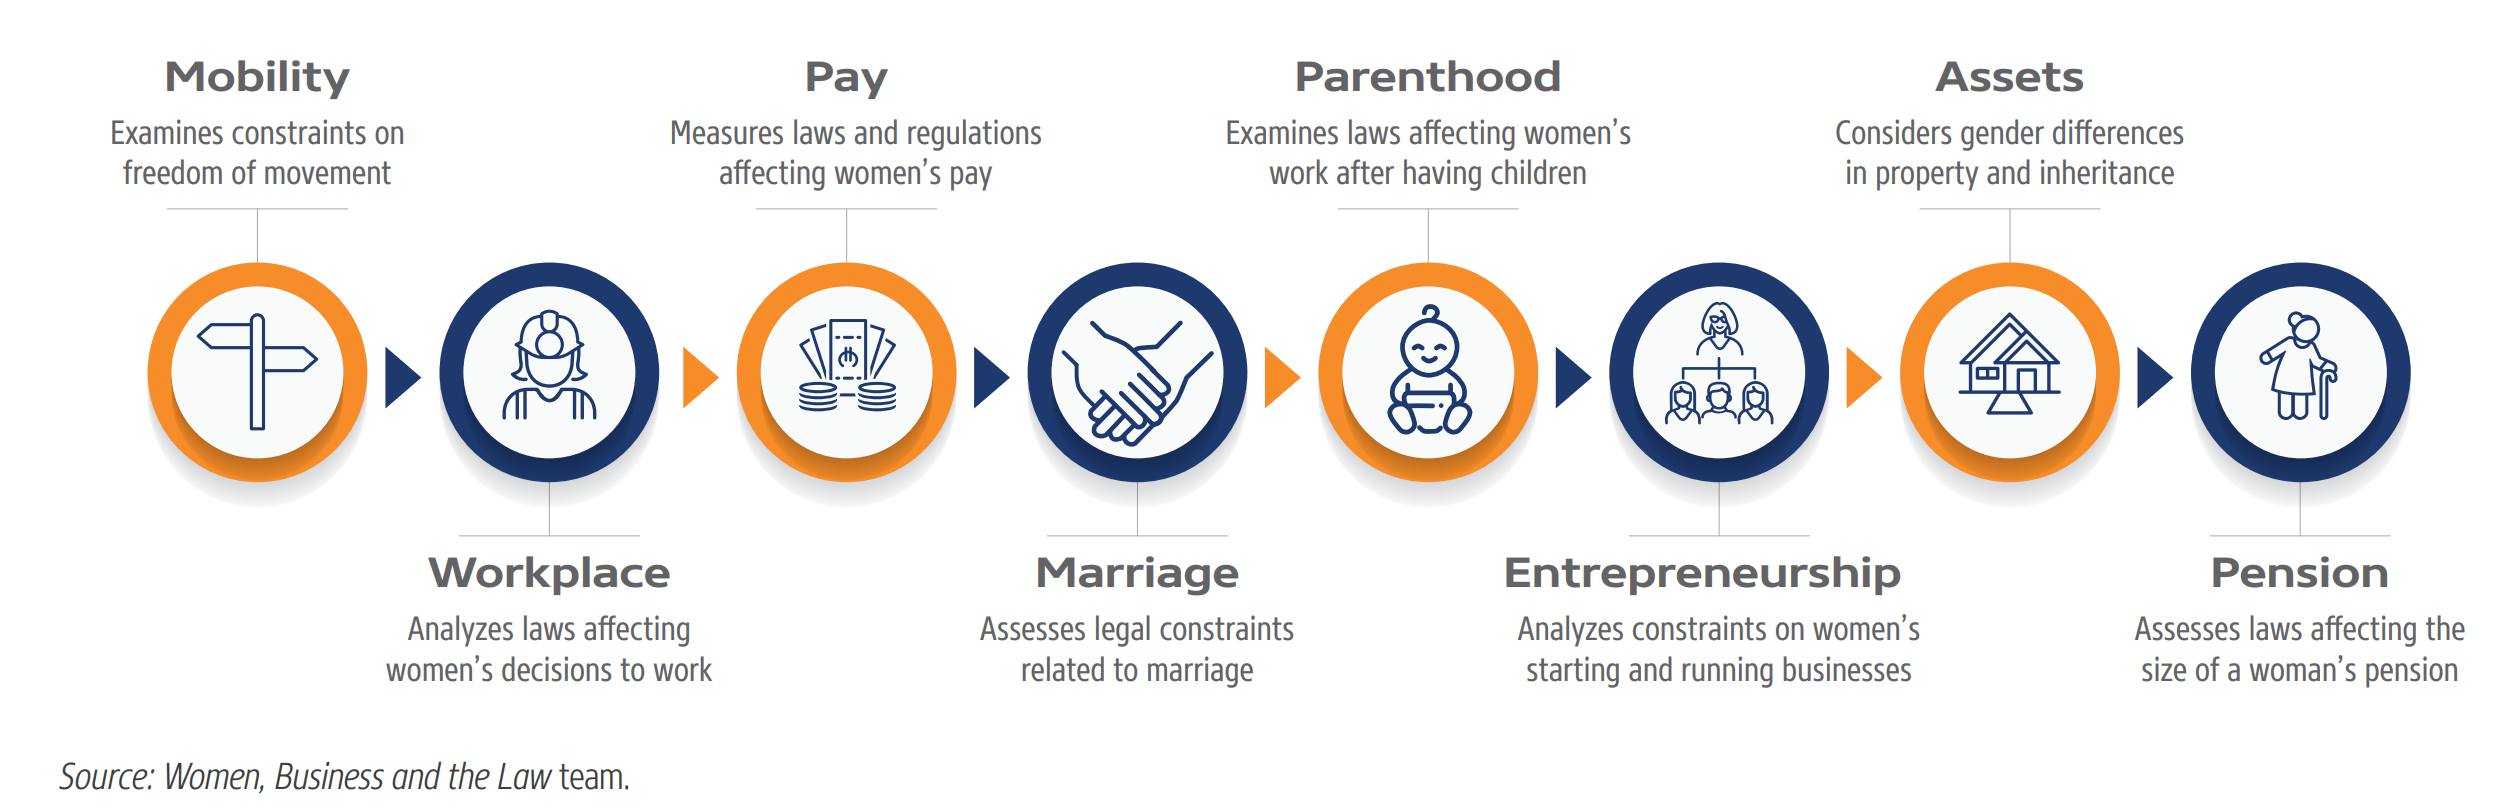 Mobility
Examines constraints on
freedom of movement
Workplace
Analyzes laws affecting
women’s decisions to work
Pay
Measures laws and regulations
affecting women’s pay
Marriage
Assesses legal constraints
related to marriage
Parenthood
Examines laws affecting women’s
work after having children
Entrepreneurship
Analyzes constraints on women’s
starting and running businesses
Assets
Considers gender differences
in property and inheritance
Pension
Assesses laws affecting the
size of a woman’s pension
Source: Women, Business and the Law team.